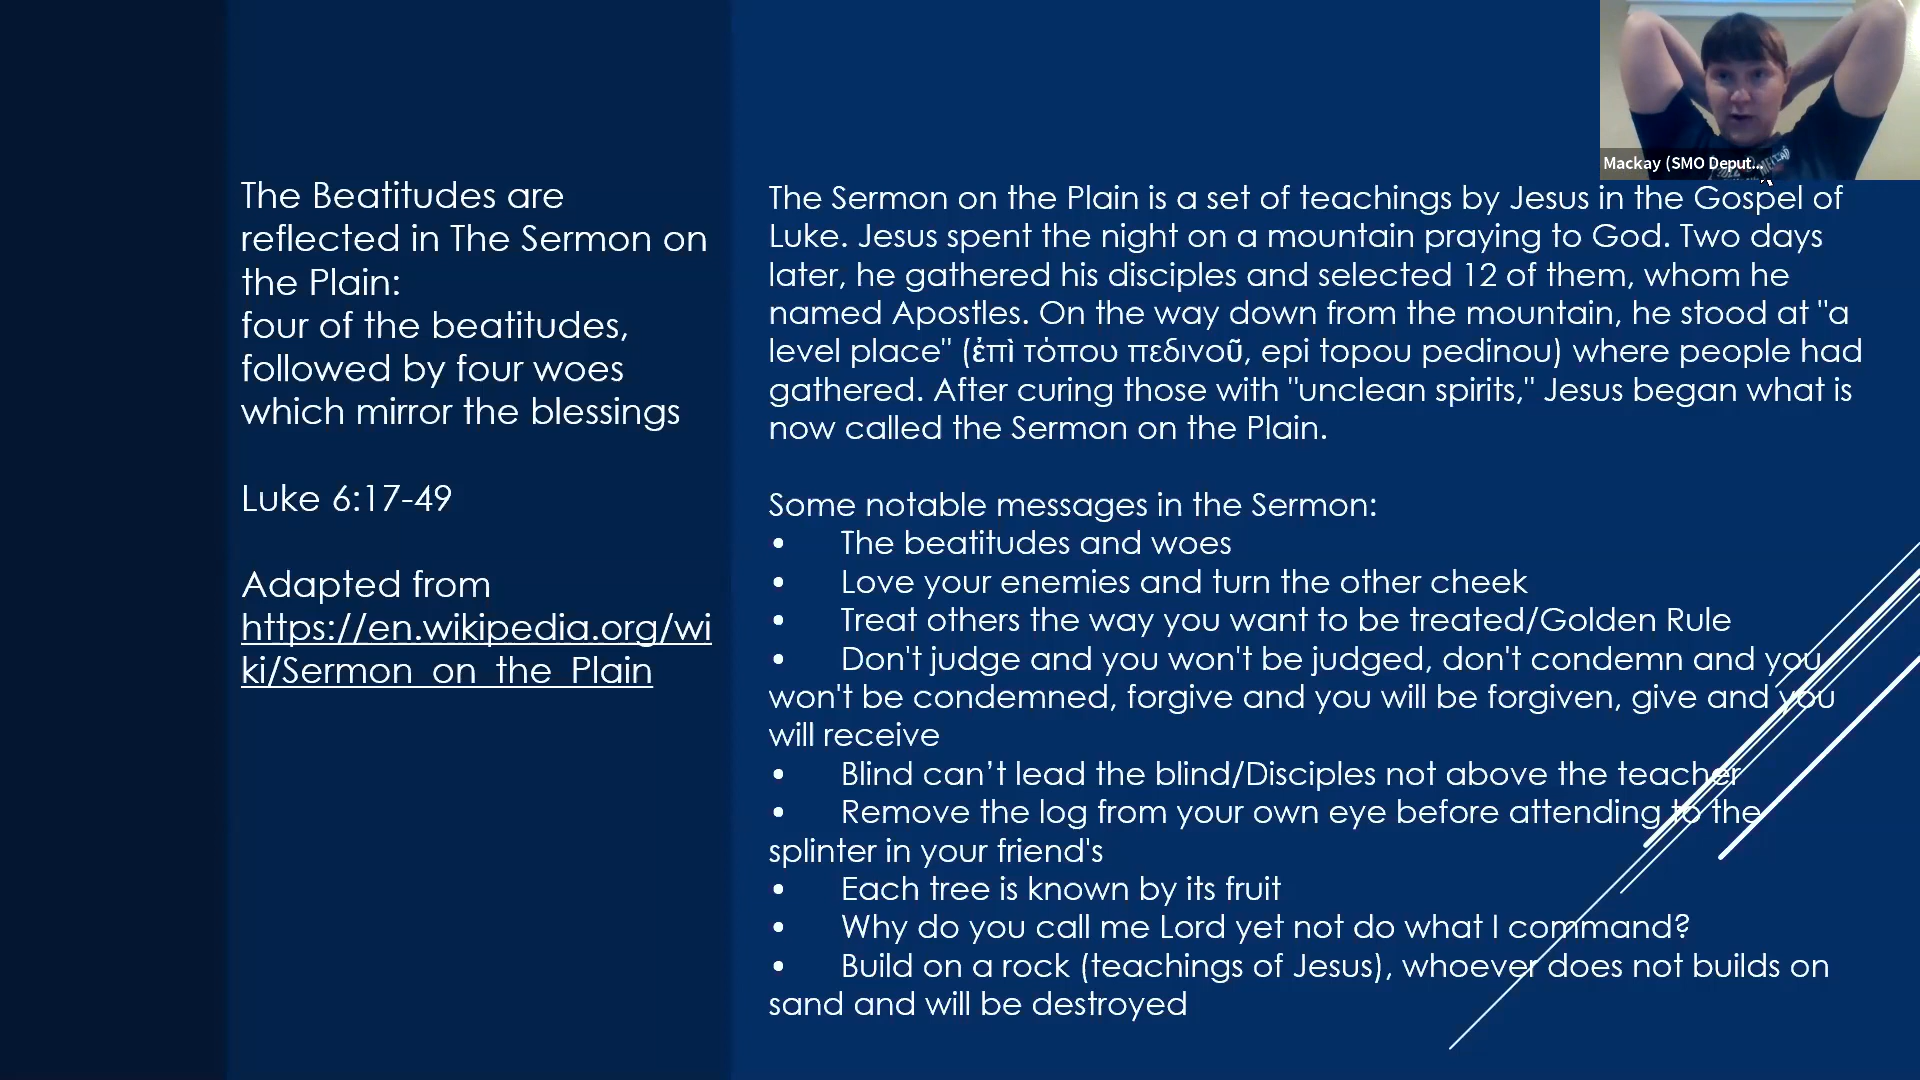 Mackay (SMO Deput...
The Beatitudes are
reflected in The Sermon on
the Plain:
four of the beatitudes,
followed by four woes
which mirror the blessings
Luke 6:17-49
Adapted from
https://en.wikipedia.org/wi
ki/Sermon_on_the_Plain
The Sermon on the Plain is a set of teachings by Jesus in the Gospel of
Luke. Jesus spent the night on a mountain praying to God. Two days
later, he gathered his disciples and selected 12 of them, whom he
named Apostles. On the way down from the mountain, he stood at "a
level place" (ἐπὶ τόπου πεδινοῦ, epi topou pedinou) where people had
gathered. After curing those with "unclean spirits," Jesus began what is
now called the Sermon on the Plain.
Some notable messages in the Sermon:
• The beatitudes and woes
• Love your enemies and turn the other cheek
• Treat others the way you want to be treated/Golden Rule
• Don't judge and you won't be judged, don't condemn and you
won't be condemned, forgive and you will be forgiven, give and you
will receive
• Blind can’t lead the blind/Disciples not above the teacher
• Remove the log from your own eye before attending to the
splinter in your friend's
• Each tree is known by its fruit
• Why do you call me Lord yet not do what I command?
• Build on a rock (teachings of Jesus), whoever does not builds on
sand and will be destroyed